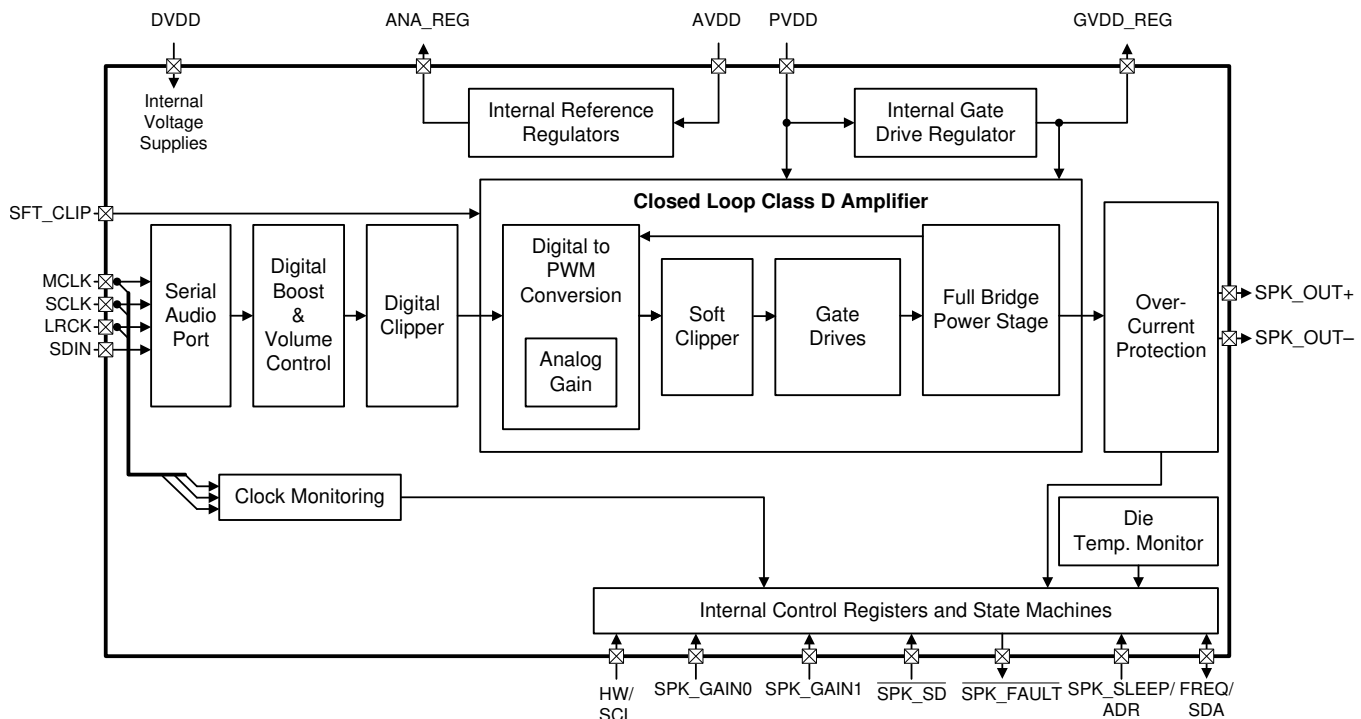 DVDD
ANA_REG
AVDD
PVDD
GVDD_REG
Internal
Voltage
Supplies
Internal Reference
Regulators
Internal Gate
Drive Regulator
SFT_CLIP
MCLK
SCLK
LRCK
SDIN
Serial
Audio
Port
Digital
Boost
&
Volume
Control
Digital
Clipper
Closed Loop Class D Amplifier
Digital to
PWM
Conversion
Analog
Gain
Soft
Clipper
Gate
Drives
Full Bridge
Power Stage
Over-
Current
Protection
SPK_OUT+
SPK_OUT–
Clock Monitoring
Die
Temp. Monitor
Internal Control Registers and State Machines
HW/
SCL
SPK_GAIN0
SPK_GAIN1
SPK_SD
SPK_FAULT
SPK_SLEEP/
ADR
FREQ/
SDA